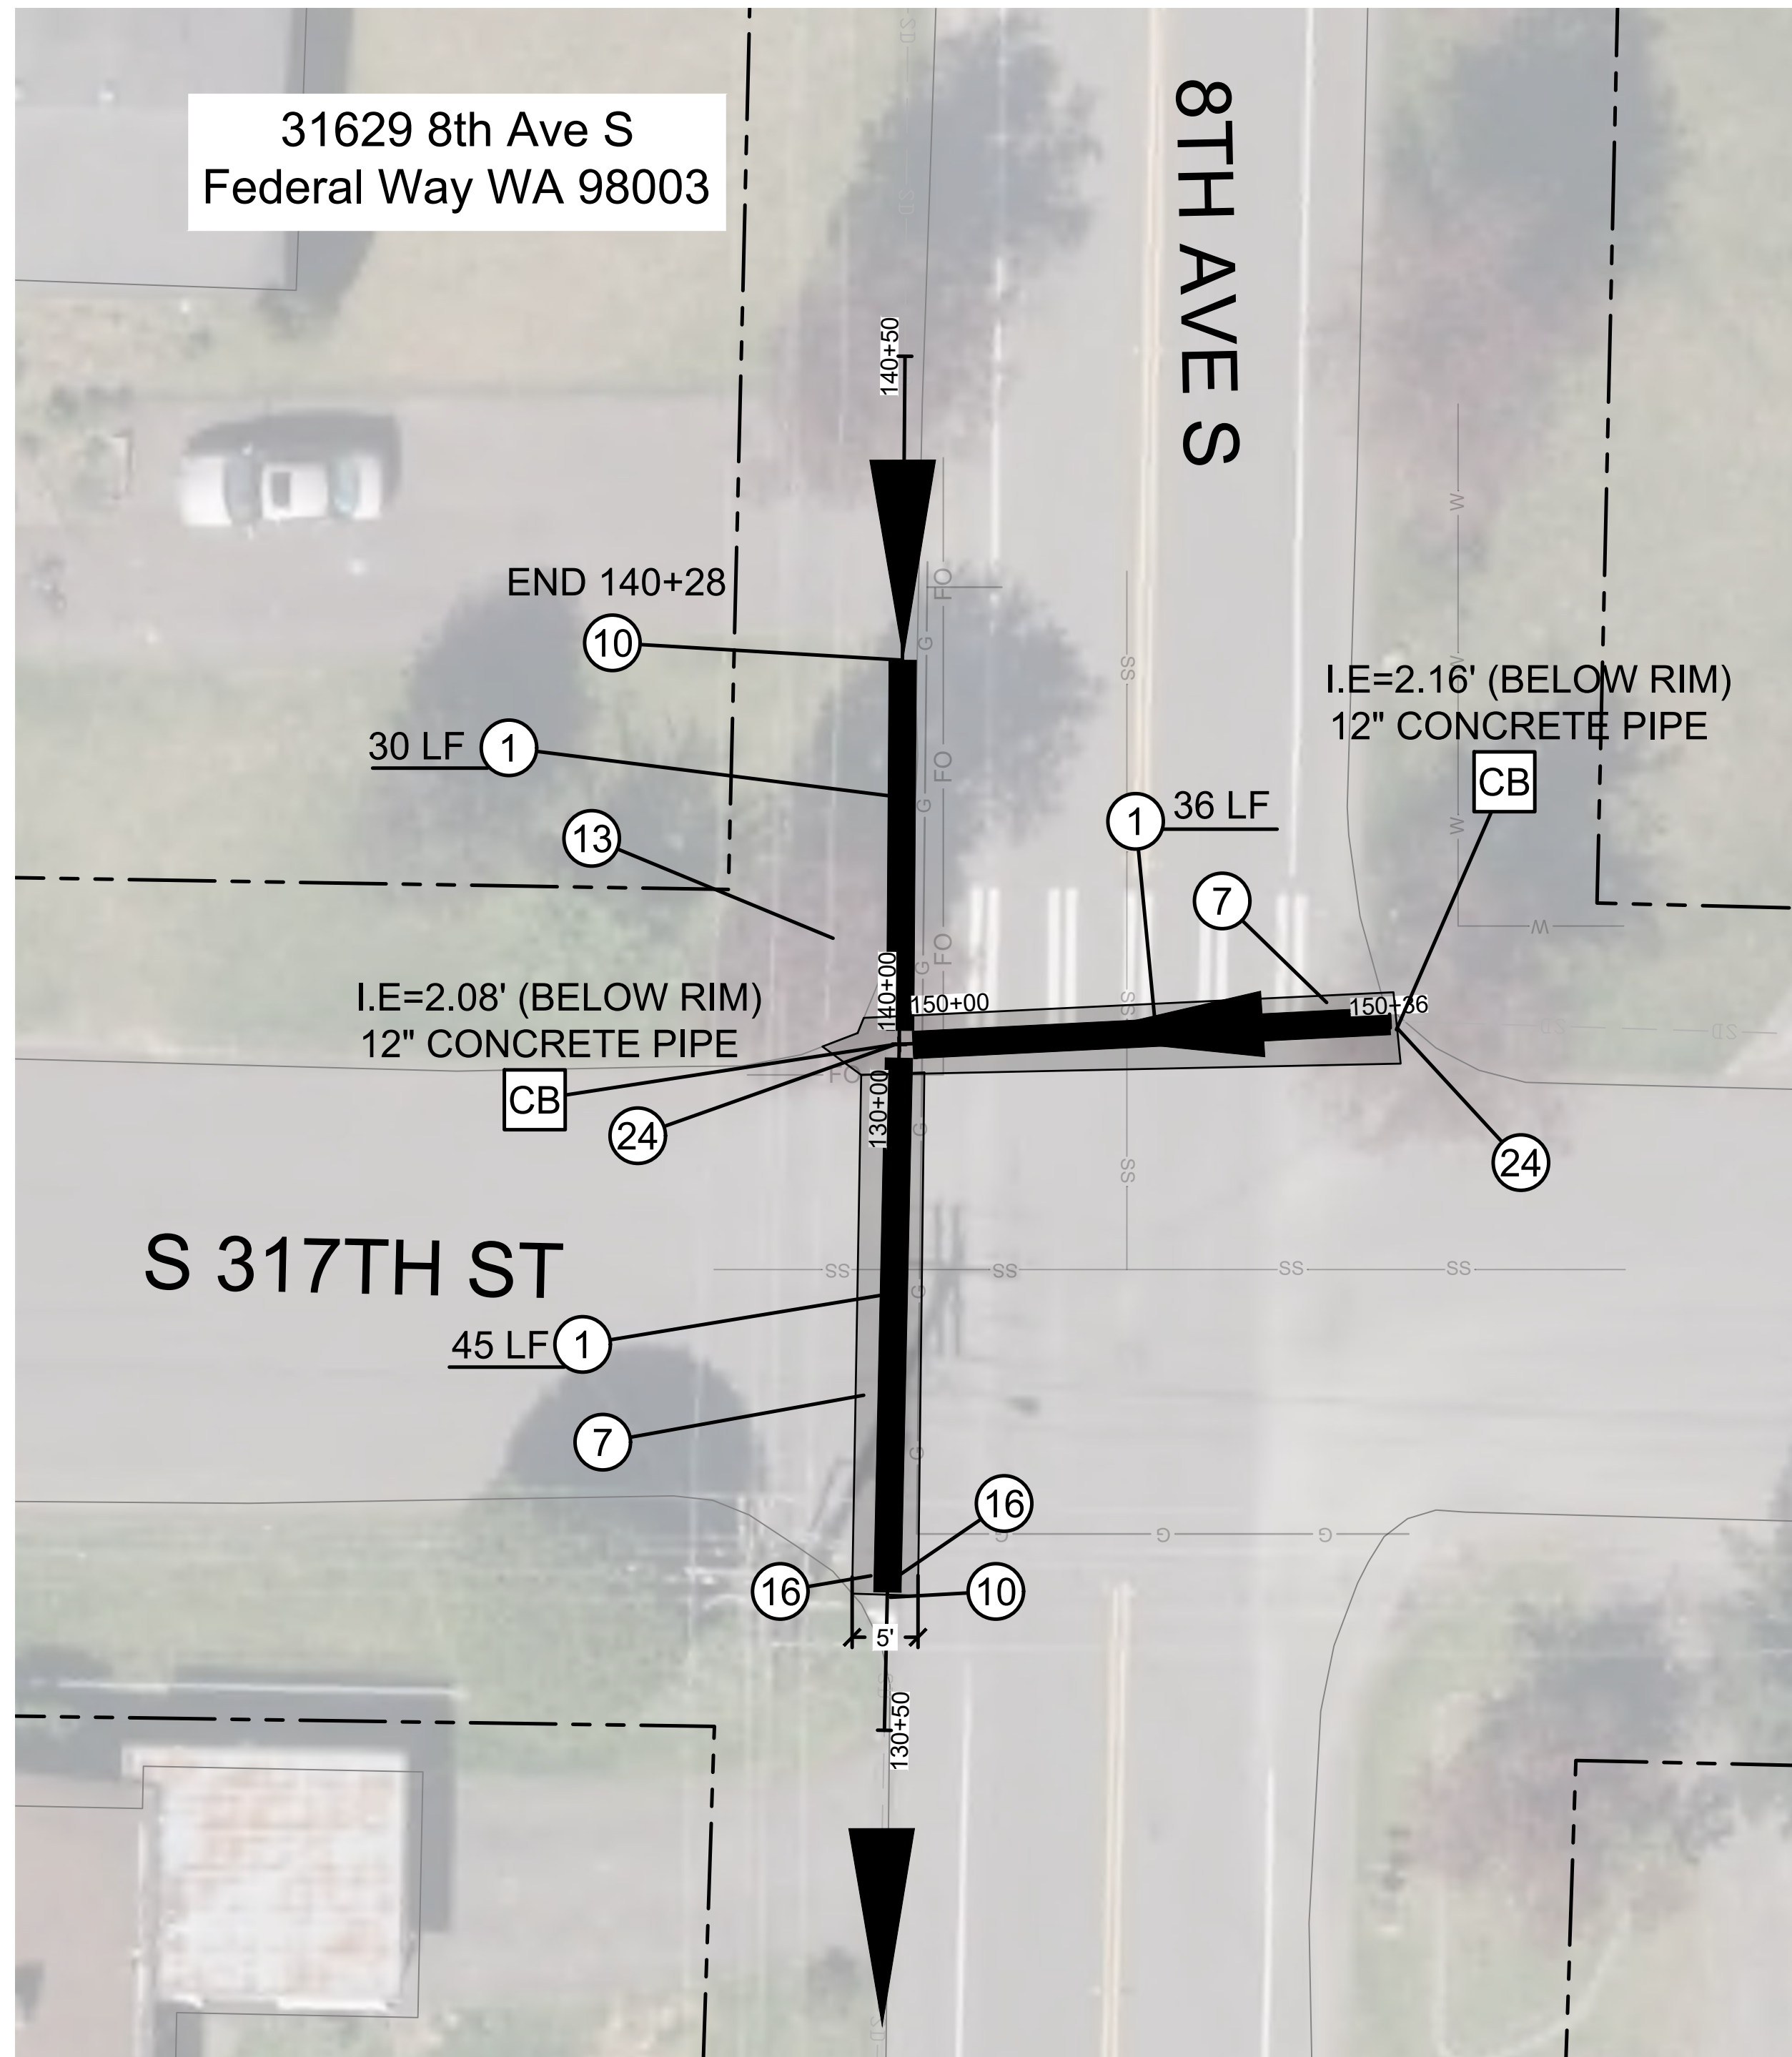 31629 8th Ave S
Federal Way WA 98003
8TH AVE S
SD
SD
140+50
END 140+28
10
FO
G
SS
W
W
I.E=2.16' (BELOW RIM)
12" CONCRETE PIPE
CB
30 LF 1
FO
G
1 36 LF
W
13
7
FO
G
W
140+00
150+00
150+36
SS
SD
SD
I.E=2.08' (BELOW RIM)
12" CONCRETE PIPE
FO
CB
130+00
24
G
SS
24
S 317TH ST
SS
SS
SS
SS
G
45 LF 1
7
G
16
G
G
G
16
10
5'
SD
130+50
SD